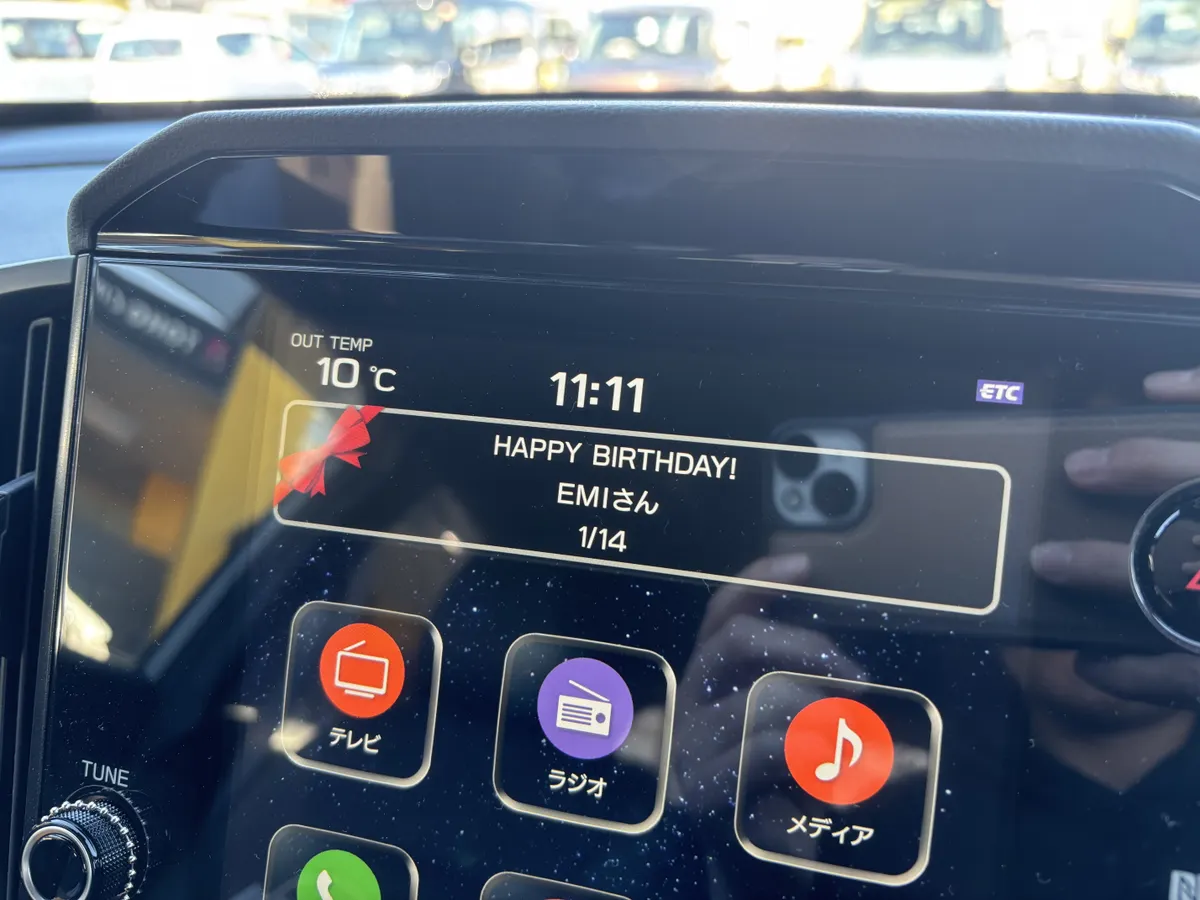 OUT TEMP
10 °C
11:11
ETC
HAPPY BIRTHDAY!
EMIさん
1/14
テレビ
ラジオ
メディア
TUNE